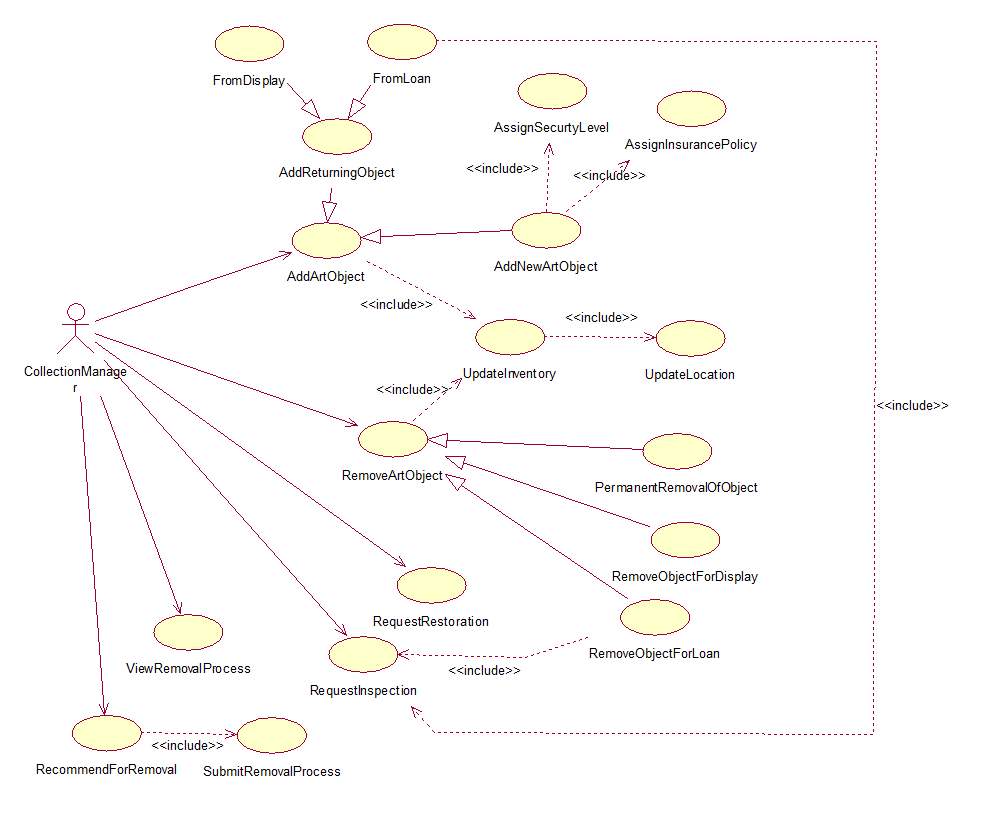 FromDisplay
FromLoan
AssignSecurtyLevel
AssignInsurancePolicy
<<include>>
<<include>>
AddReturningObject
AddNewArtObject
AddArtObject
<<include>>
<<include>>
CollectionManage
r
UpdateInventory
UpdateLocation
<<include>>
<<include>>
RemoveArtObject
PermanentRemovalOfObject
RemoveObjectForDisplay
RequestRestoration
RemoveObjectForLoan
ViewRemovalProcess
<<include>>
RequestInspection
<<include>>
RecommendForRemoval
SubmitRemovalProcess